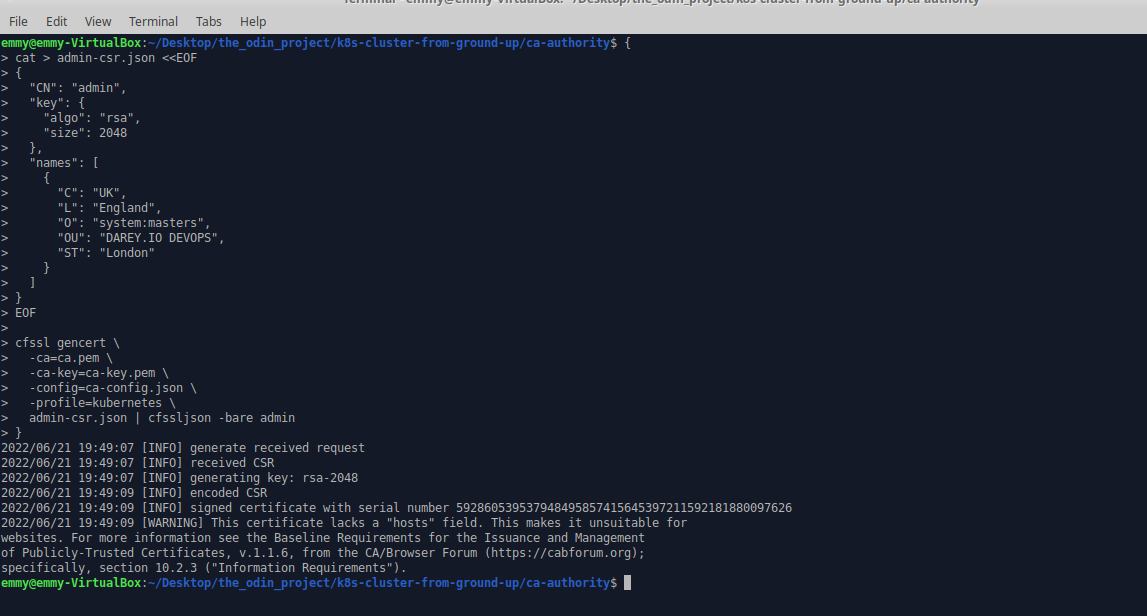 Terminal - emmy@emmy-VirtualBox: ~/Desktop/the_odin_project/k8s-cluster-from-ground-up/ca-authority
File Edit View Terminal Tabs Help
emmy@emmy-VirtualBox:~/Desktop/the_odin_project/k8s-cluster-from-ground-up/ca-authority$ {
> cat > admin-csr.json <<EOF
> {
>   "CN": "admin",
>   "key": {
>     "algo": "rsa",
>     "size": 2048
>   },
>   "names": [
>     {
>       "C": "UK",
>       "L": "England",
>       "O": "system:masters",
>       "OU": "DAREY.IO DEVOPS",
>       "ST": "London"
>     }
>   ]
> }
> EOF
>
> cfssl gencert \
>   -ca=ca.pem \
>   -ca-key=ca-key.pem \
>   -config=ca-config.json \
>   -profile=kubernetes \
>   admin-csr.json | cfssljson -bare admin
> }
2022/06/21 19:49:07 [INFO] generate received request
2022/06/21 19:49:07 [INFO] received CSR
2022/06/21 19:49:07 [INFO] generating key: rsa-2048
2022/06/21 19:49:09 [INFO] encoded CSR
2022/06/21 19:49:09 [INFO] signed certificate with serial number 592860539537948495857415645397211592181880097626
2022/06/21 19:49:09 [WARNING] This certificate lacks a "hosts" field. This makes it unsuitable for
websites. For more information see the Baseline Requirements for the Issuance and Management
of Publicly-Trusted Certificates, v.1.1.6, from the CA/Browser Forum (https://cabforum.org);
specifically, section 10.2.3 ("Information Requirements").
emmy@emmy-VirtualBox:~/Desktop/the_odin_project/k8s-cluster-from-ground-up/ca-authority$